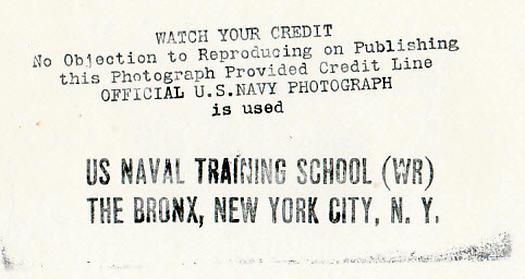 WATCH YOUR CREDIT
No Objection to Reproducing on Publishing
this Photograph Provided Credit Line
OFFICIAL U.S.NAVY PHOTOGRAPH
is used
US NAVAL TRAINING SCHOOL (WR)
THE BRONX, NEW YORK CITY, N. Y.